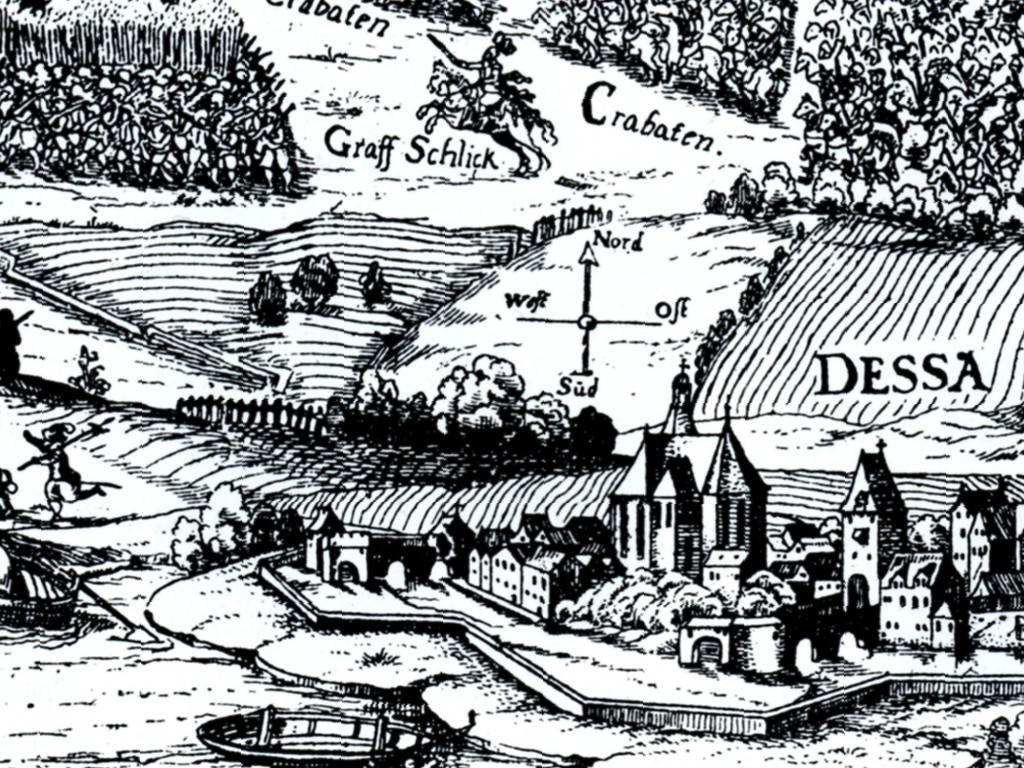 Crabaten
Crabaten.
Graff Schlick
Nord
West
Ost
Süd
DESSA